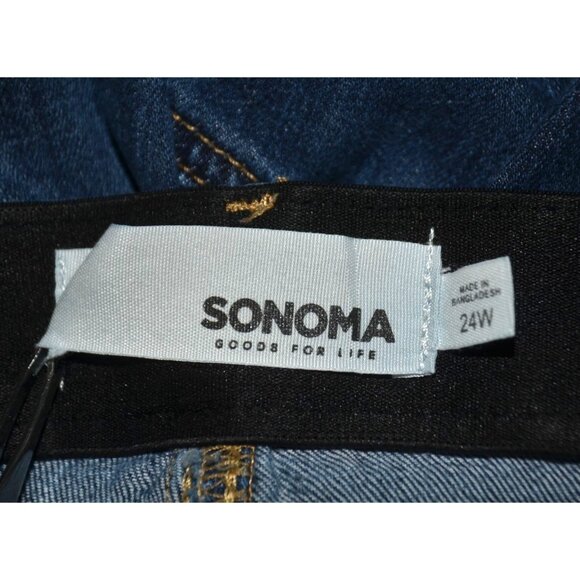 SONOMA
GOODS FOR LIFE
MADE IN
BANGLADESH
24W